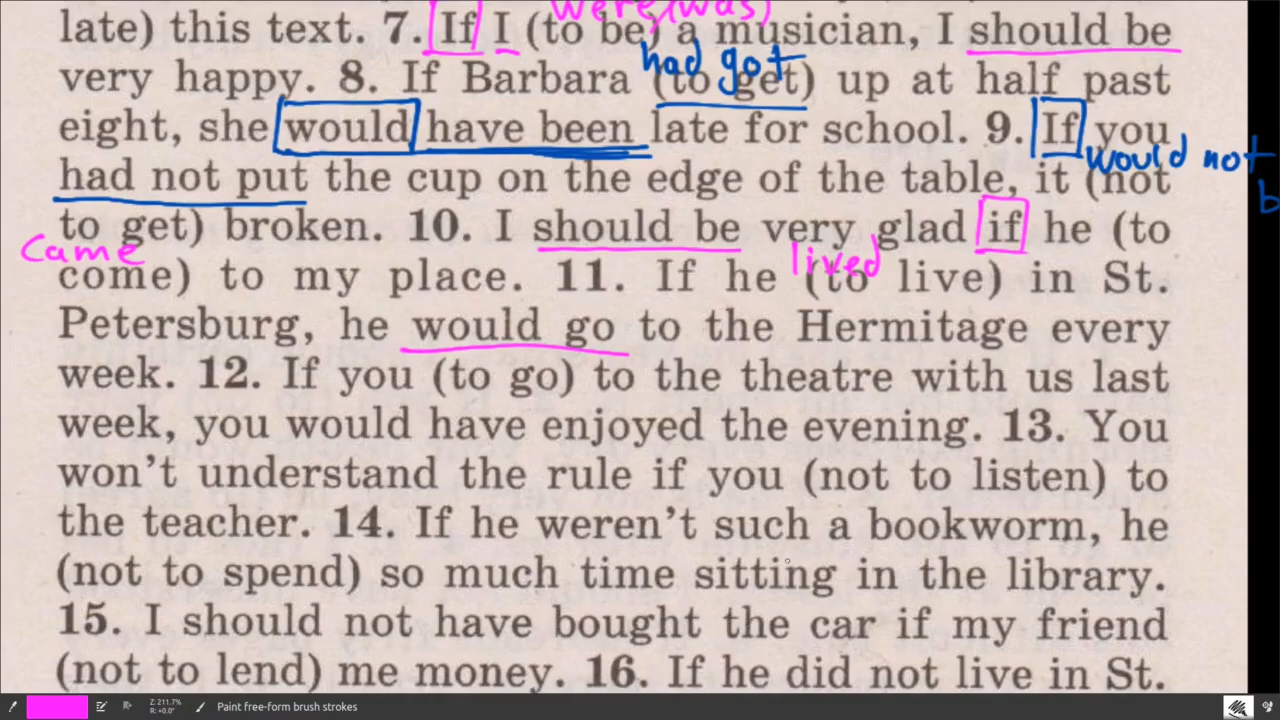 were (was)
late) this text. 7. If I (to be) a musician, I should be
had got
very happy. 8. If Barbara (to get) up at half past
eight, she would have been late for school. 9. If you
would not
had not put the cup on the edge of the table, it (not
b
to get) broken. 10. I should be very glad if he (to
came lived
come) to my place. 11. If he (to live) in St.
Petersburg, he would go to the Hermitage every
week. 12. If you (to go) to the theatre with us last
week, you would have enjoyed the evening. 13. You
won't understand the rule if you (not to listen) to
the teacher. 14. If he weren't such a bookworm, he
(not to spend) so much time sitting in the library.
15. I should not have bought the car if my friend
(not to lend) me money. 16. If he did not live in St.
Z: 211.7%
R: +0.0°
Paint free-form brush strokes